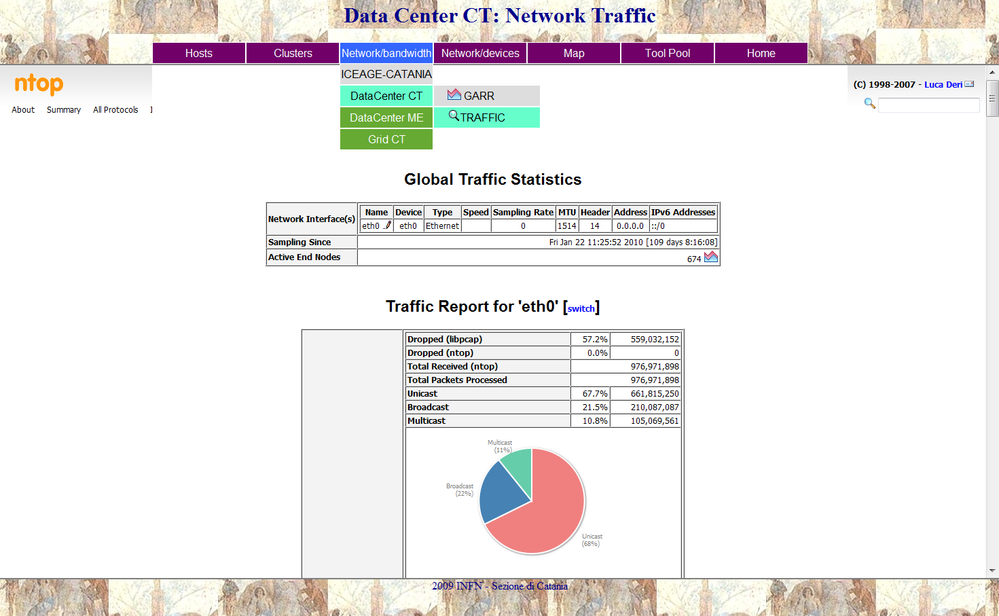 Data Center CT: Network Traffic
Hosts Clusters Network/bandwidth Network/devices Map Tool Pool Home
ICEAGE-CATANIA
DataCenter CT GARR
DataCenter ME TRAFFIC
Grid CT
ntop
About Summary All Protocols
(C) 1998-2007 - Luca Deri
Global Traffic Statistics
Network Interface(s)
Name Device Type Speed Sampling Rate MTU Header Address IPv6 Addresses
eth0 eth0 Ethernet 0 1514 14 0.0.0.0 ::/0
Sampling Since Fri Jan 22 11:25:52 2010 [109 days 8:16:08]
Active End Nodes 674
Traffic Report for 'eth0' [switch]
Dropped (libpcap) 57.2% 559,032,152
Dropped (ntop) 0.0% 0
Total Received (ntop) 976,971,898
Total Packets Processed 976,971,898
Unicast 67.7% 661,815,250
Broadcast 21.5% 210,087,087
Multicast 10.8% 105,069,561
Multicast
(11%)
Broadcast
(22%)
Unicast
(68%)
2009 INFN - Sezione di Catania